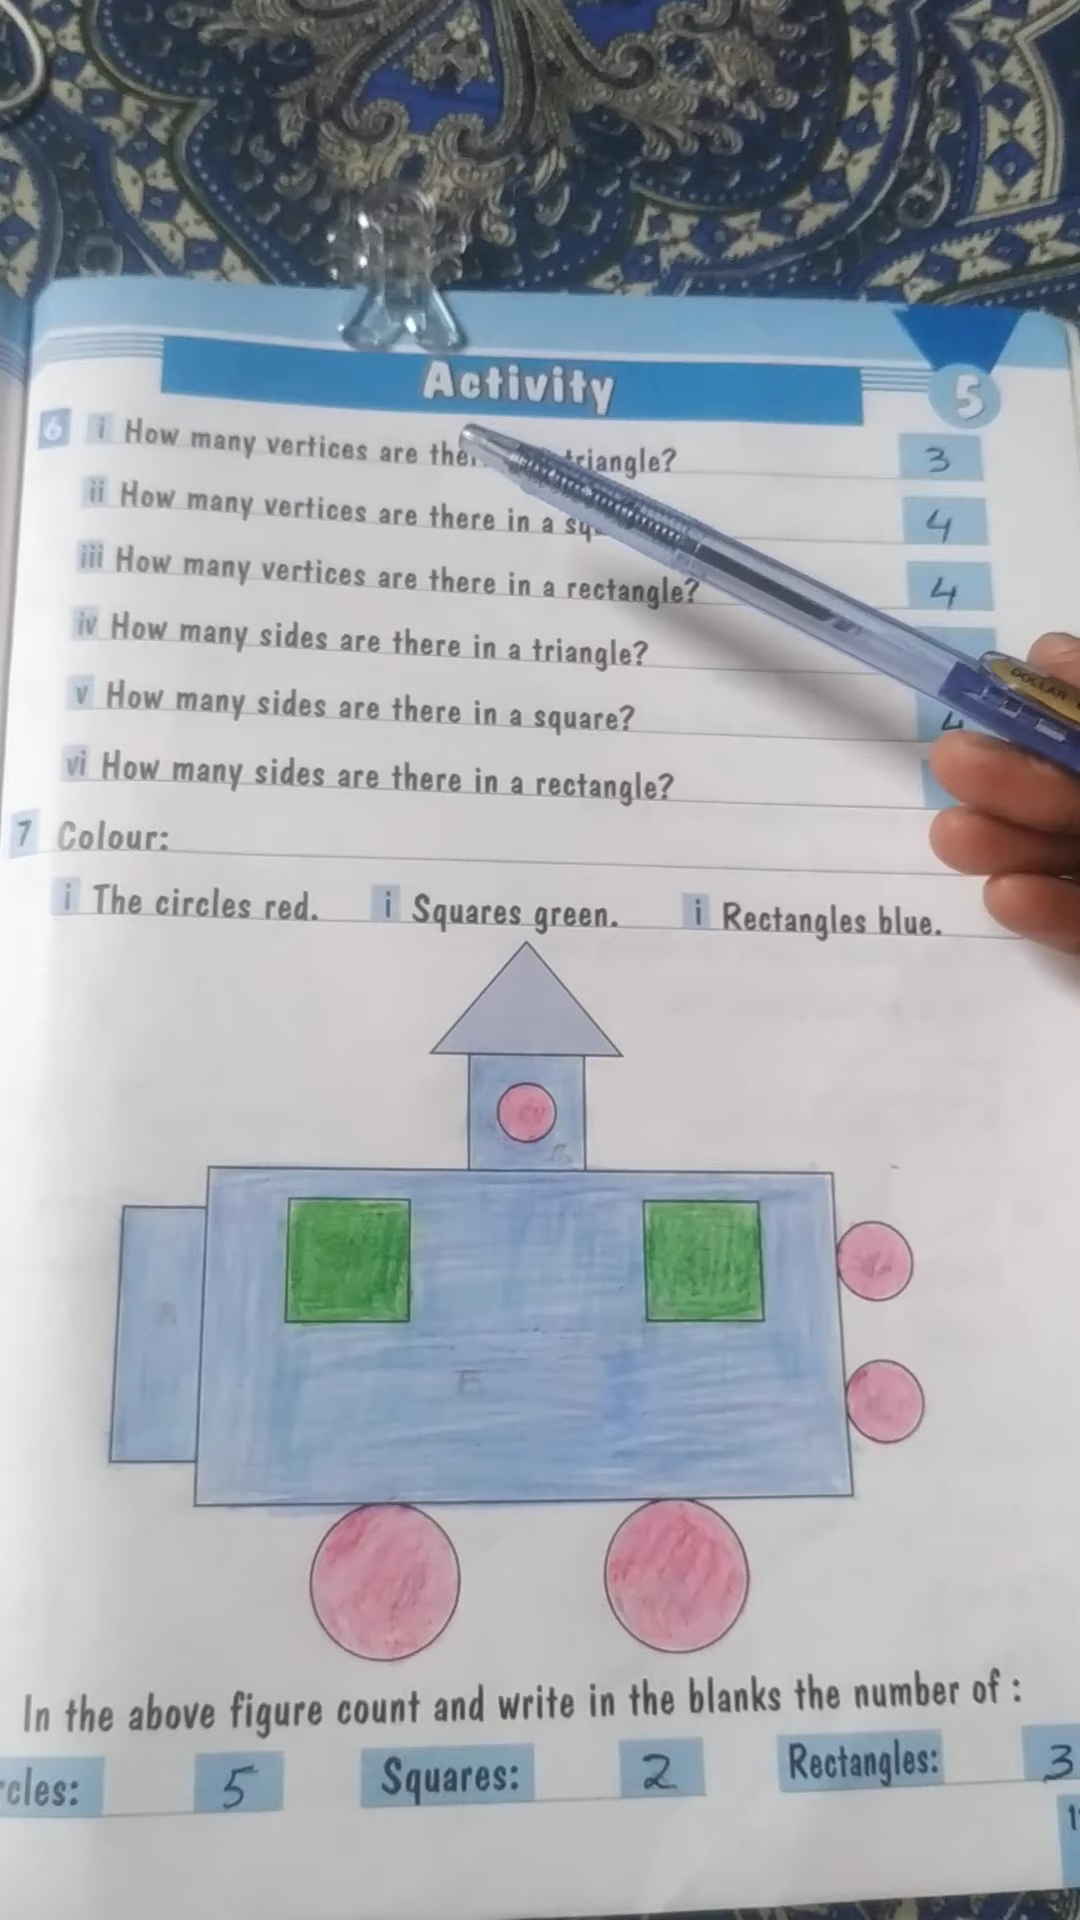 Activity
5
6 i How many vertices are triangle? 3
ii How many vertices are there in a 4
iii How many vertices are there in a rectangle? 4
iv How many sides are there in a triangle?
v How many sides are there in a square? 4
vi How many sides are there in a rectangle?
7 Colour:
i The circles red. i Squares green. i Rectangles blue.
In the above figure count and write in the blanks the number of :
5 Squares: 2 Rectangles: 3